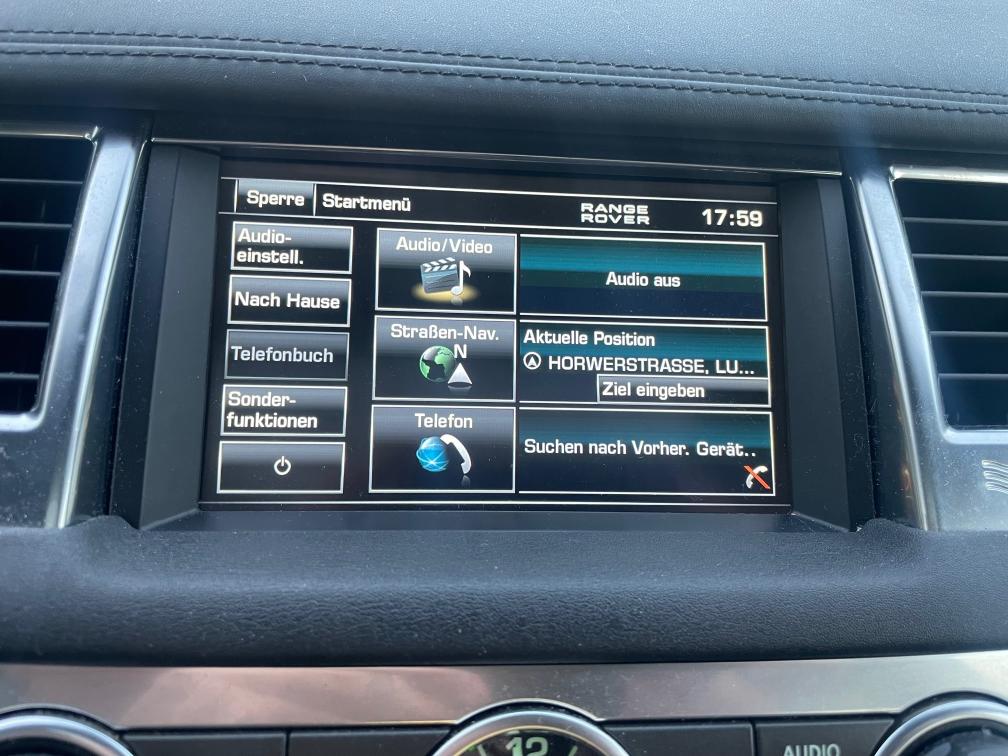 Sperre
Startmenü
RANGE
ROVER
17:59
Audio-
einstell.
Nach Hause
Telefonbuch
Sonder-
funktionen
Audio/Video
Audio aus
Straßen-Nav.
N
Aktuelle Position
HORWERSTRASSE, LU...
Ziel eingeben
Telefon
Suchen nach Vorher. Gerät..
12
AUDIO